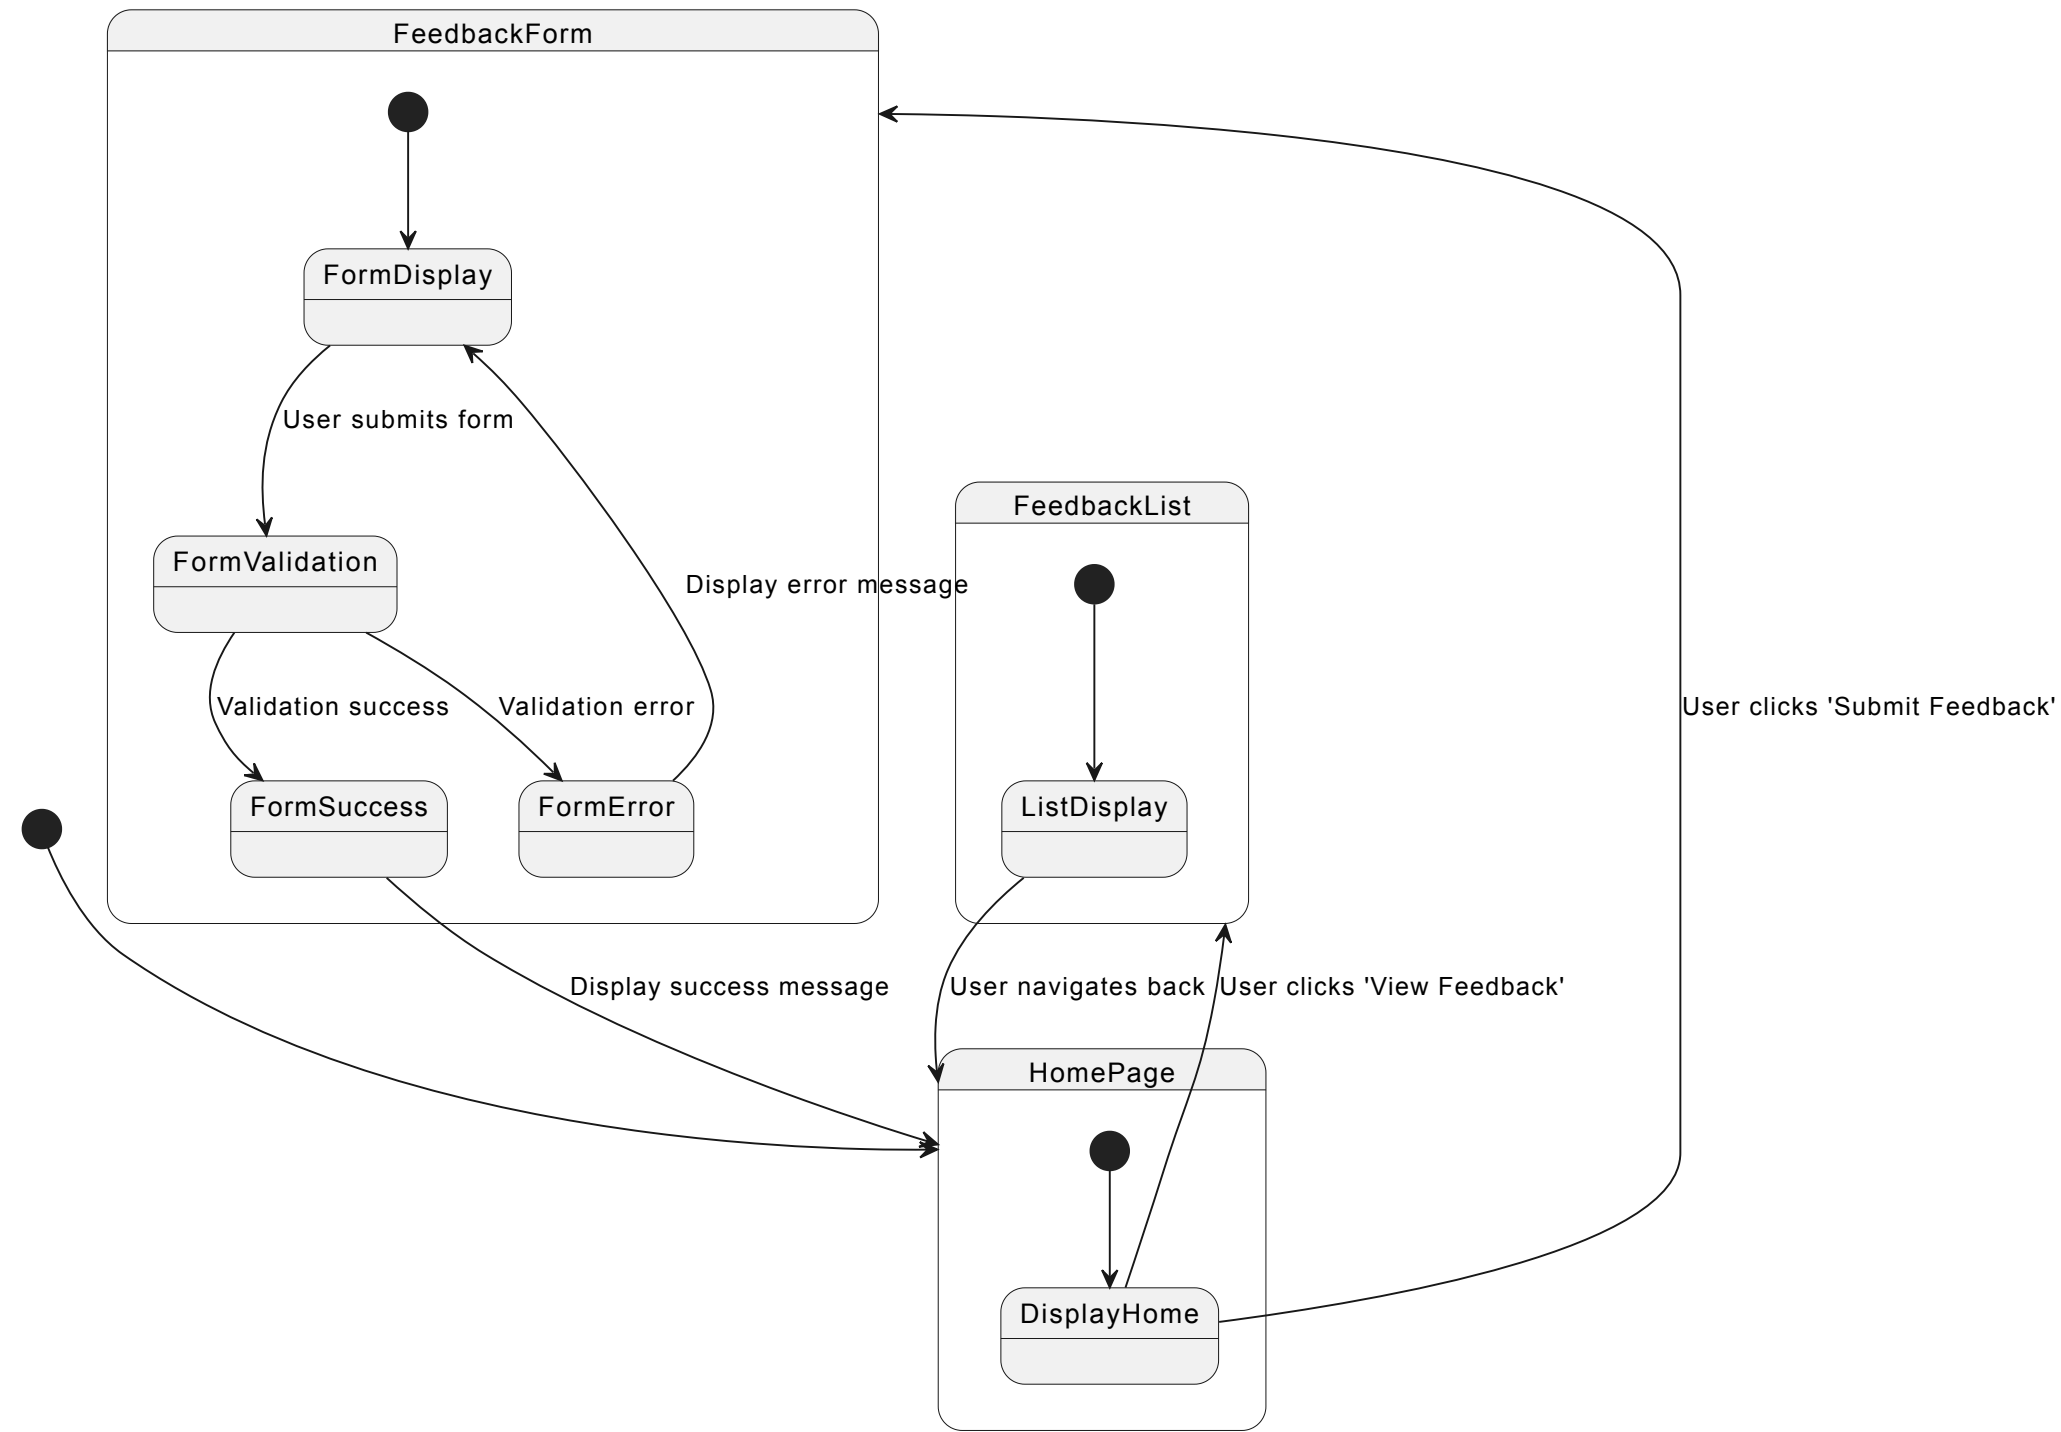 FeedbackForm
FormDisplay
User submits form
FeedbackList
FormValidation
Display error message
Validation success
Validation error
User clicks 'Submit Feedback'
FormSuccess
FormError
ListDisplay
Display success message
User navigates back
User clicks 'View Feedback'
HomePage
DisplayHome